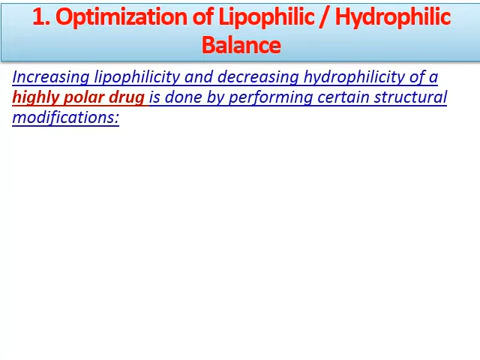 1. Optimization of Lipophilic / Hydrophilic
Balance
Increasing lipophilicity and decreasing hydrophilicity of a
highly polar drug is done by performing certain structural
modifications: